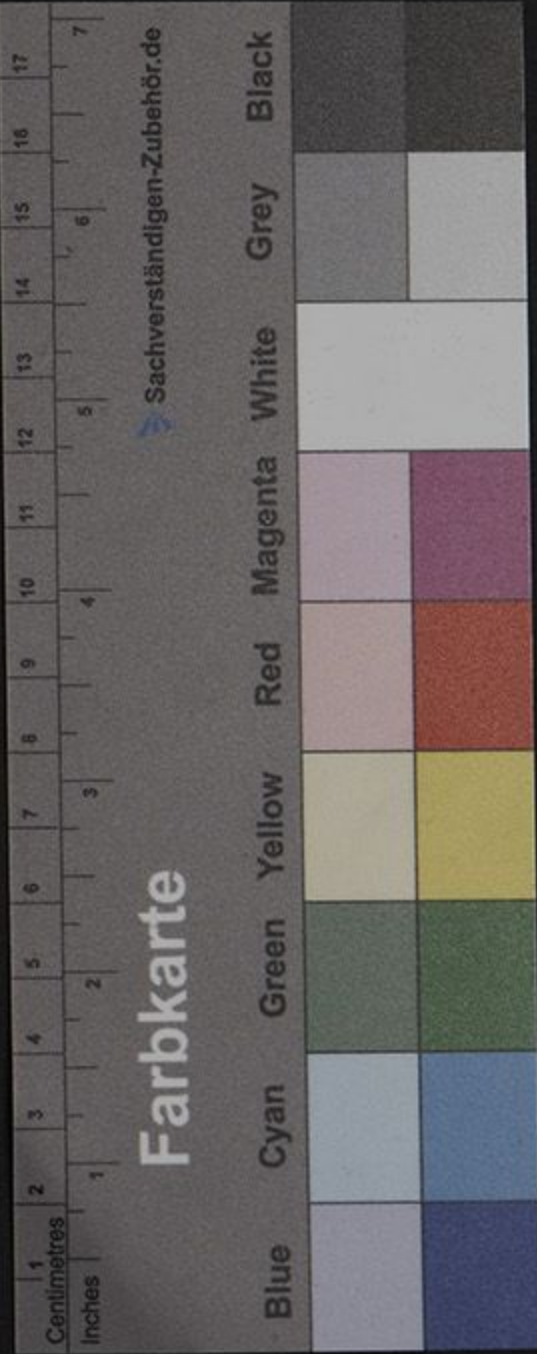 Farbkarte
Sachverständigen-Zubehör.de
Blue Cyan Green Yellow Red Magenta White Grey Black
Inches 1 2 3 4 5 6 7
Centimetres 1 2 3 4 5 6 7 8 9 10 11 12 13 14 15 16 17